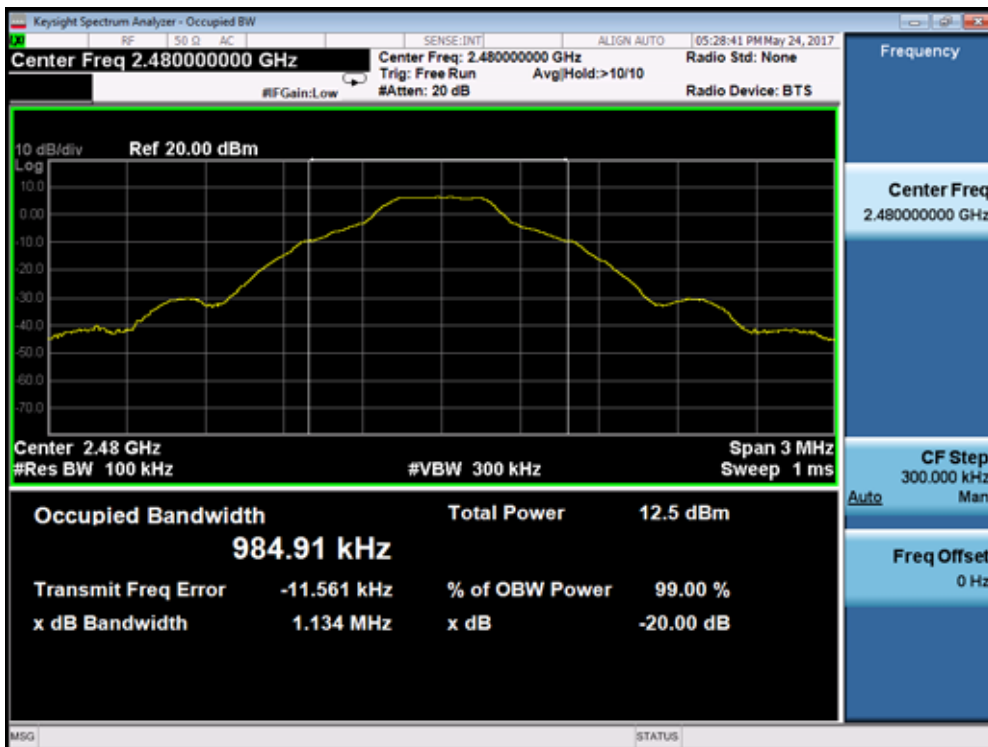 Keysight Spectrum Analyzer - Occupied BW
LXI RF 50 Ω AC SENSE:INT ALIGN AUTO 05:28:41 PM May 24, 2017
Center Freq 2.480000000 GHz
Center Freq: 2.480000000 GHz Radio Std: None
Trig: Free Run Avg|Hold:>10/10
#IFGain:Low #Atten: 20 dB Radio Device: BTS
10 dB/div Ref 20.00 dBm
Log
10.0
0.00
-10.0
-20.0
-30.0
-40.0
-50.0
-60.0
-70.0
Center 2.48 GHz Span 3 MHz
#Res BW 100 kHz #VBW 300 kHz Sweep 1 ms
Occupied Bandwidth Total Power 12.5 dBm
984.91 kHz
Transmit Freq Error -11.561 kHz % of OBW Power 99.00 %
x dB Bandwidth 1.134 MHz x dB -20.00 dB
MSG STATUS
Frequency
Center Freq
2.480000000 GHz
CF Step
300.000 kHz
Auto Man
Freq Offset
0 Hz